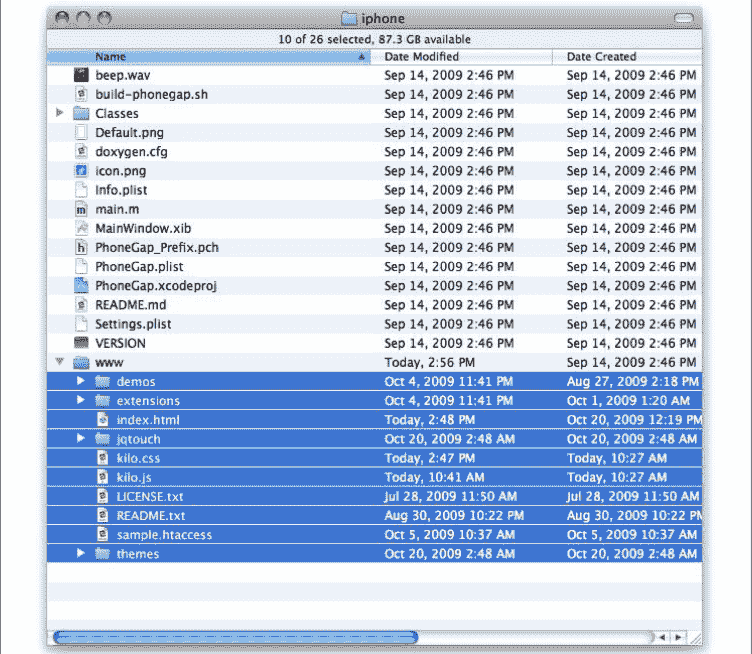 iphone
10 of 26 selected, 87.3 GB available
Name Date Modified Date Created
beep.wav Sep 14, 2009 2:46 PM Sep 14, 2009 2:46 PM
build-phonegap.sh Sep 14, 2009 2:46 PM Sep 14, 2009 2:46 PM
Classes Sep 14, 2009 2:46 PM Sep 14, 2009 2:46 PM
Default.png Sep 14, 2009 2:46 PM Sep 14, 2009 2:46 PM
doxygen.cfg Sep 14, 2009 2:46 PM Sep 14, 2009 2:46 PM
icon.png Sep 14, 2009 2:46 PM Sep 14, 2009 2:46 PM
Info.plist Sep 14, 2009 2:46 PM Sep 14, 2009 2:46 PM
main.m Sep 14, 2009 2:46 PM Sep 14, 2009 2:46 PM
MainWindow.xib Sep 14, 2009 2:46 PM Sep 14, 2009 2:46 PM
PhoneGap_Prefix.pch Sep 14, 2009 2:46 PM Sep 14, 2009 2:46 PM
PhoneGap.plist Sep 14, 2009 2:46 PM Sep 14, 2009 2:46 PM
PhoneGap.xcodeproj Sep 14, 2009 2:46 PM Sep 14, 2009 2:46 PM
README.md Sep 14, 2009 2:46 PM Sep 14, 2009 2:46 PM
Settings.plist Sep 14, 2009 2:46 PM Sep 14, 2009 2:46 PM
VERSION Sep 14, 2009 2:46 PM Sep 14, 2009 2:46 PM
www Today, 2:56 PM Sep 14, 2009 2:46 PM
demos Oct 4, 2009 11:41 PM Aug 27, 2009 2:18 PM
extensions Oct 4, 2009 11:41 PM Oct 1, 2009 1:20 AM
index.html Today, 2:48 PM Oct 20, 2009 12:19 PM
jqtouch Oct 20, 2009 2:48 AM Oct 20, 2009 2:48 AM
kilo.css Today, 2:47 PM Today, 10:27 AM
kilo.js Today, 10:41 AM Today, 10:27 AM
LICENSE.txt Jul 28, 2009 11:50 AM Jul 28, 2009 11:50 AM
README.txt Aug 30, 2009 10:22 PM Aug 30, 2009 10:22 PM
sample.htaccess Oct 5, 2009 10:37 AM Oct 5, 2009 10:37 AM
themes Oct 20, 2009 2:48 AM Oct 20, 2009 2:48 AM